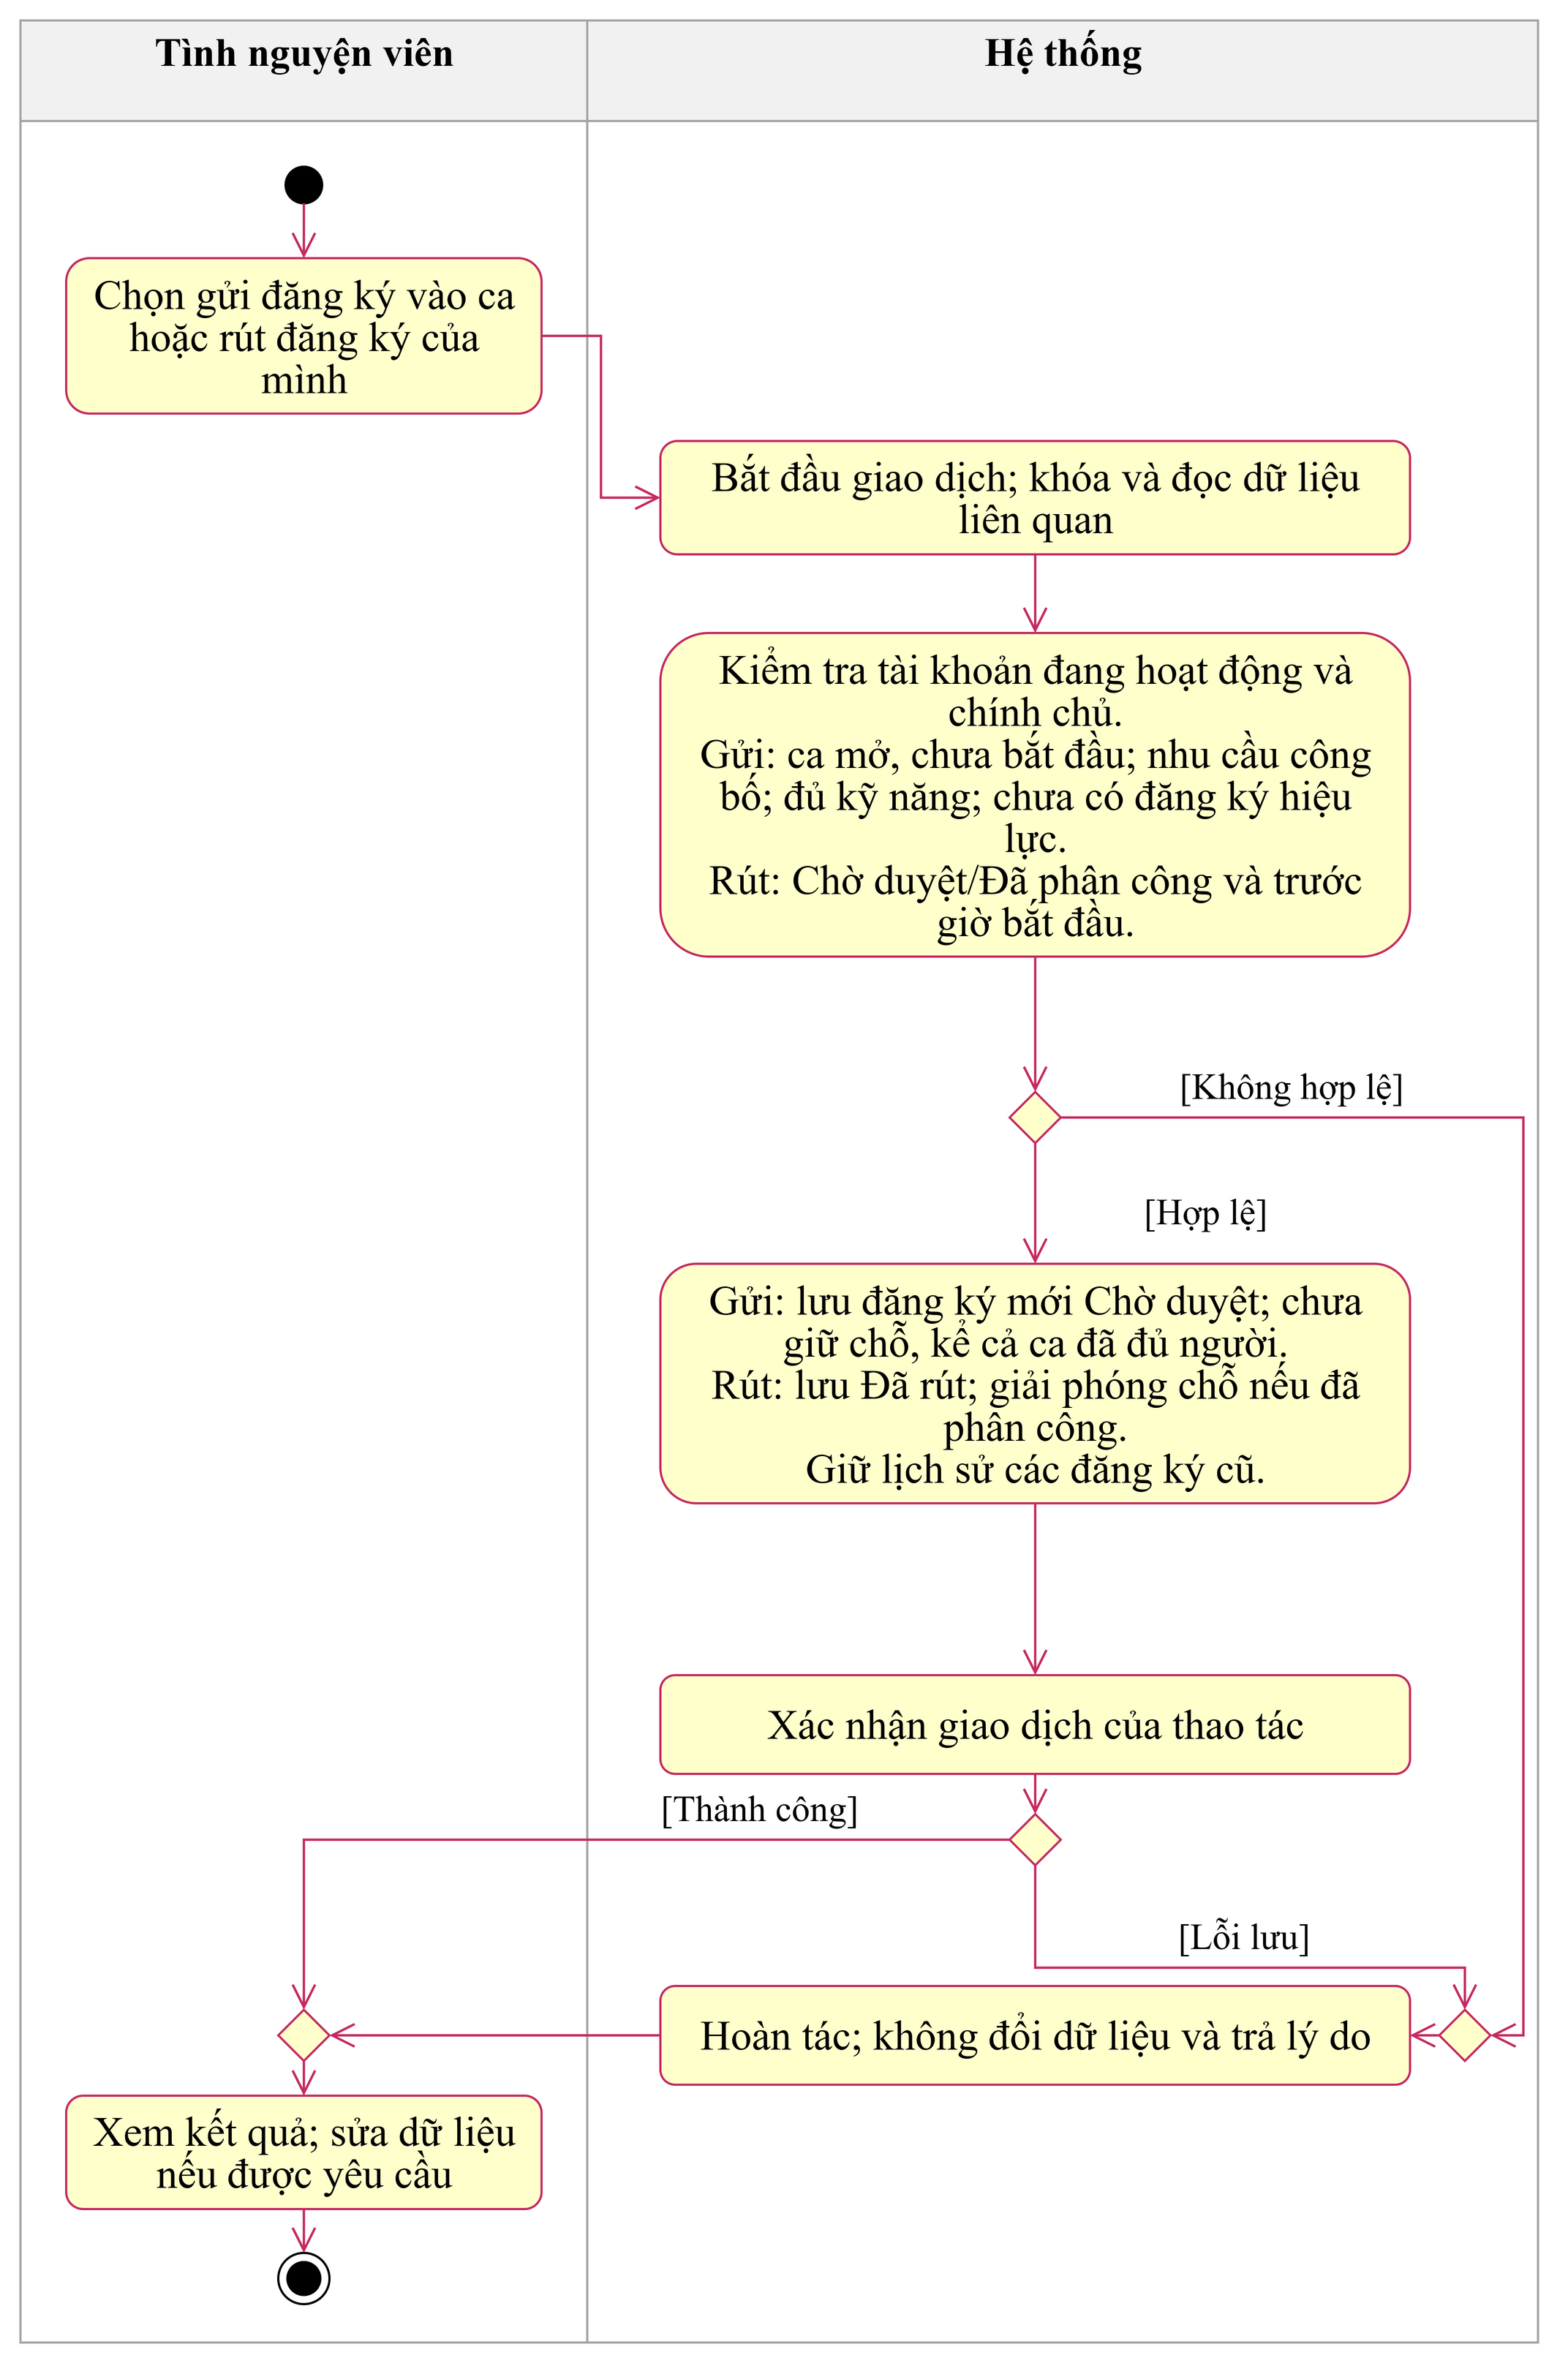 Tình nguyện viên
Hệ thống
Chọn gửi đăng ký vào ca
hoặc rút đăng ký của
mình
Bắt đầu giao dịch; khóa và đọc dữ liệu
liên quan
Kiểm tra tài khoản đang hoạt động và
chính chủ.
Gửi: ca mở, chưa bắt đầu; nhu cầu công
bố; đủ kỹ năng; chưa có đăng ký hiệu
lực.
Rút: Chờ duyệt/Đã phân công và trước
giờ bắt đầu.
[Không hợp lệ]
[Hợp lệ]
Gửi: lưu đăng ký mới Chờ duyệt; chưa
giữ chỗ, kể cả ca đã đủ người.
Rút: lưu Đã rút; giải phóng chỗ nếu đã
phân công.
Giữ lịch sử các đăng ký cũ.
Xác nhận giao dịch của thao tác
[Thành công]
[Lỗi lưu]
Hoàn tác; không đổi dữ liệu và trả lý do
Xem kết quả; sửa dữ liệu
nếu được yêu cầu